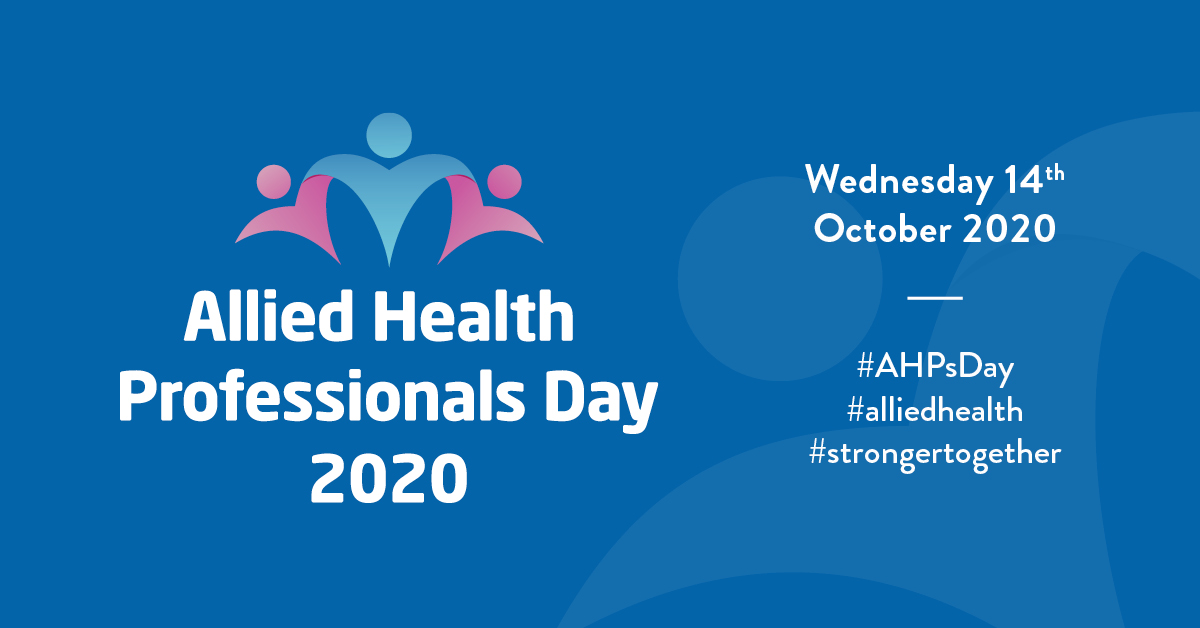 Allied Health
Professionals Day
2020
Wednesday 14th
October 2020
#AHPsDay
#alliedhealth
#strongertogether